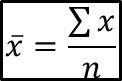 x̄ = ∑ x / n